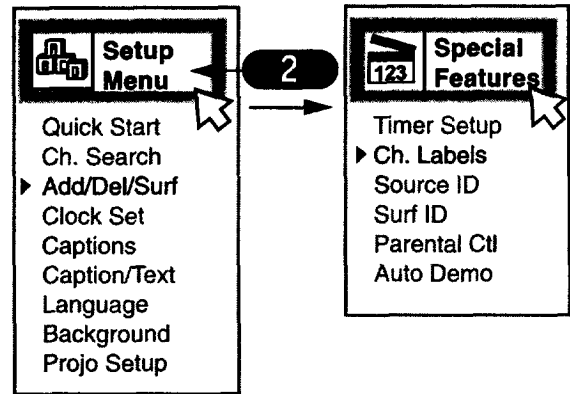 Setup
Menu
Quick Start
Ch. Search
Add/Del/Surf
Clock Set
Captions
Caption/Text
Language
Background
Projo Setup
2
123
Special
Features
Timer Setup
Ch. Labels
Source ID
Surf ID
Parental Ctl
Auto Demo